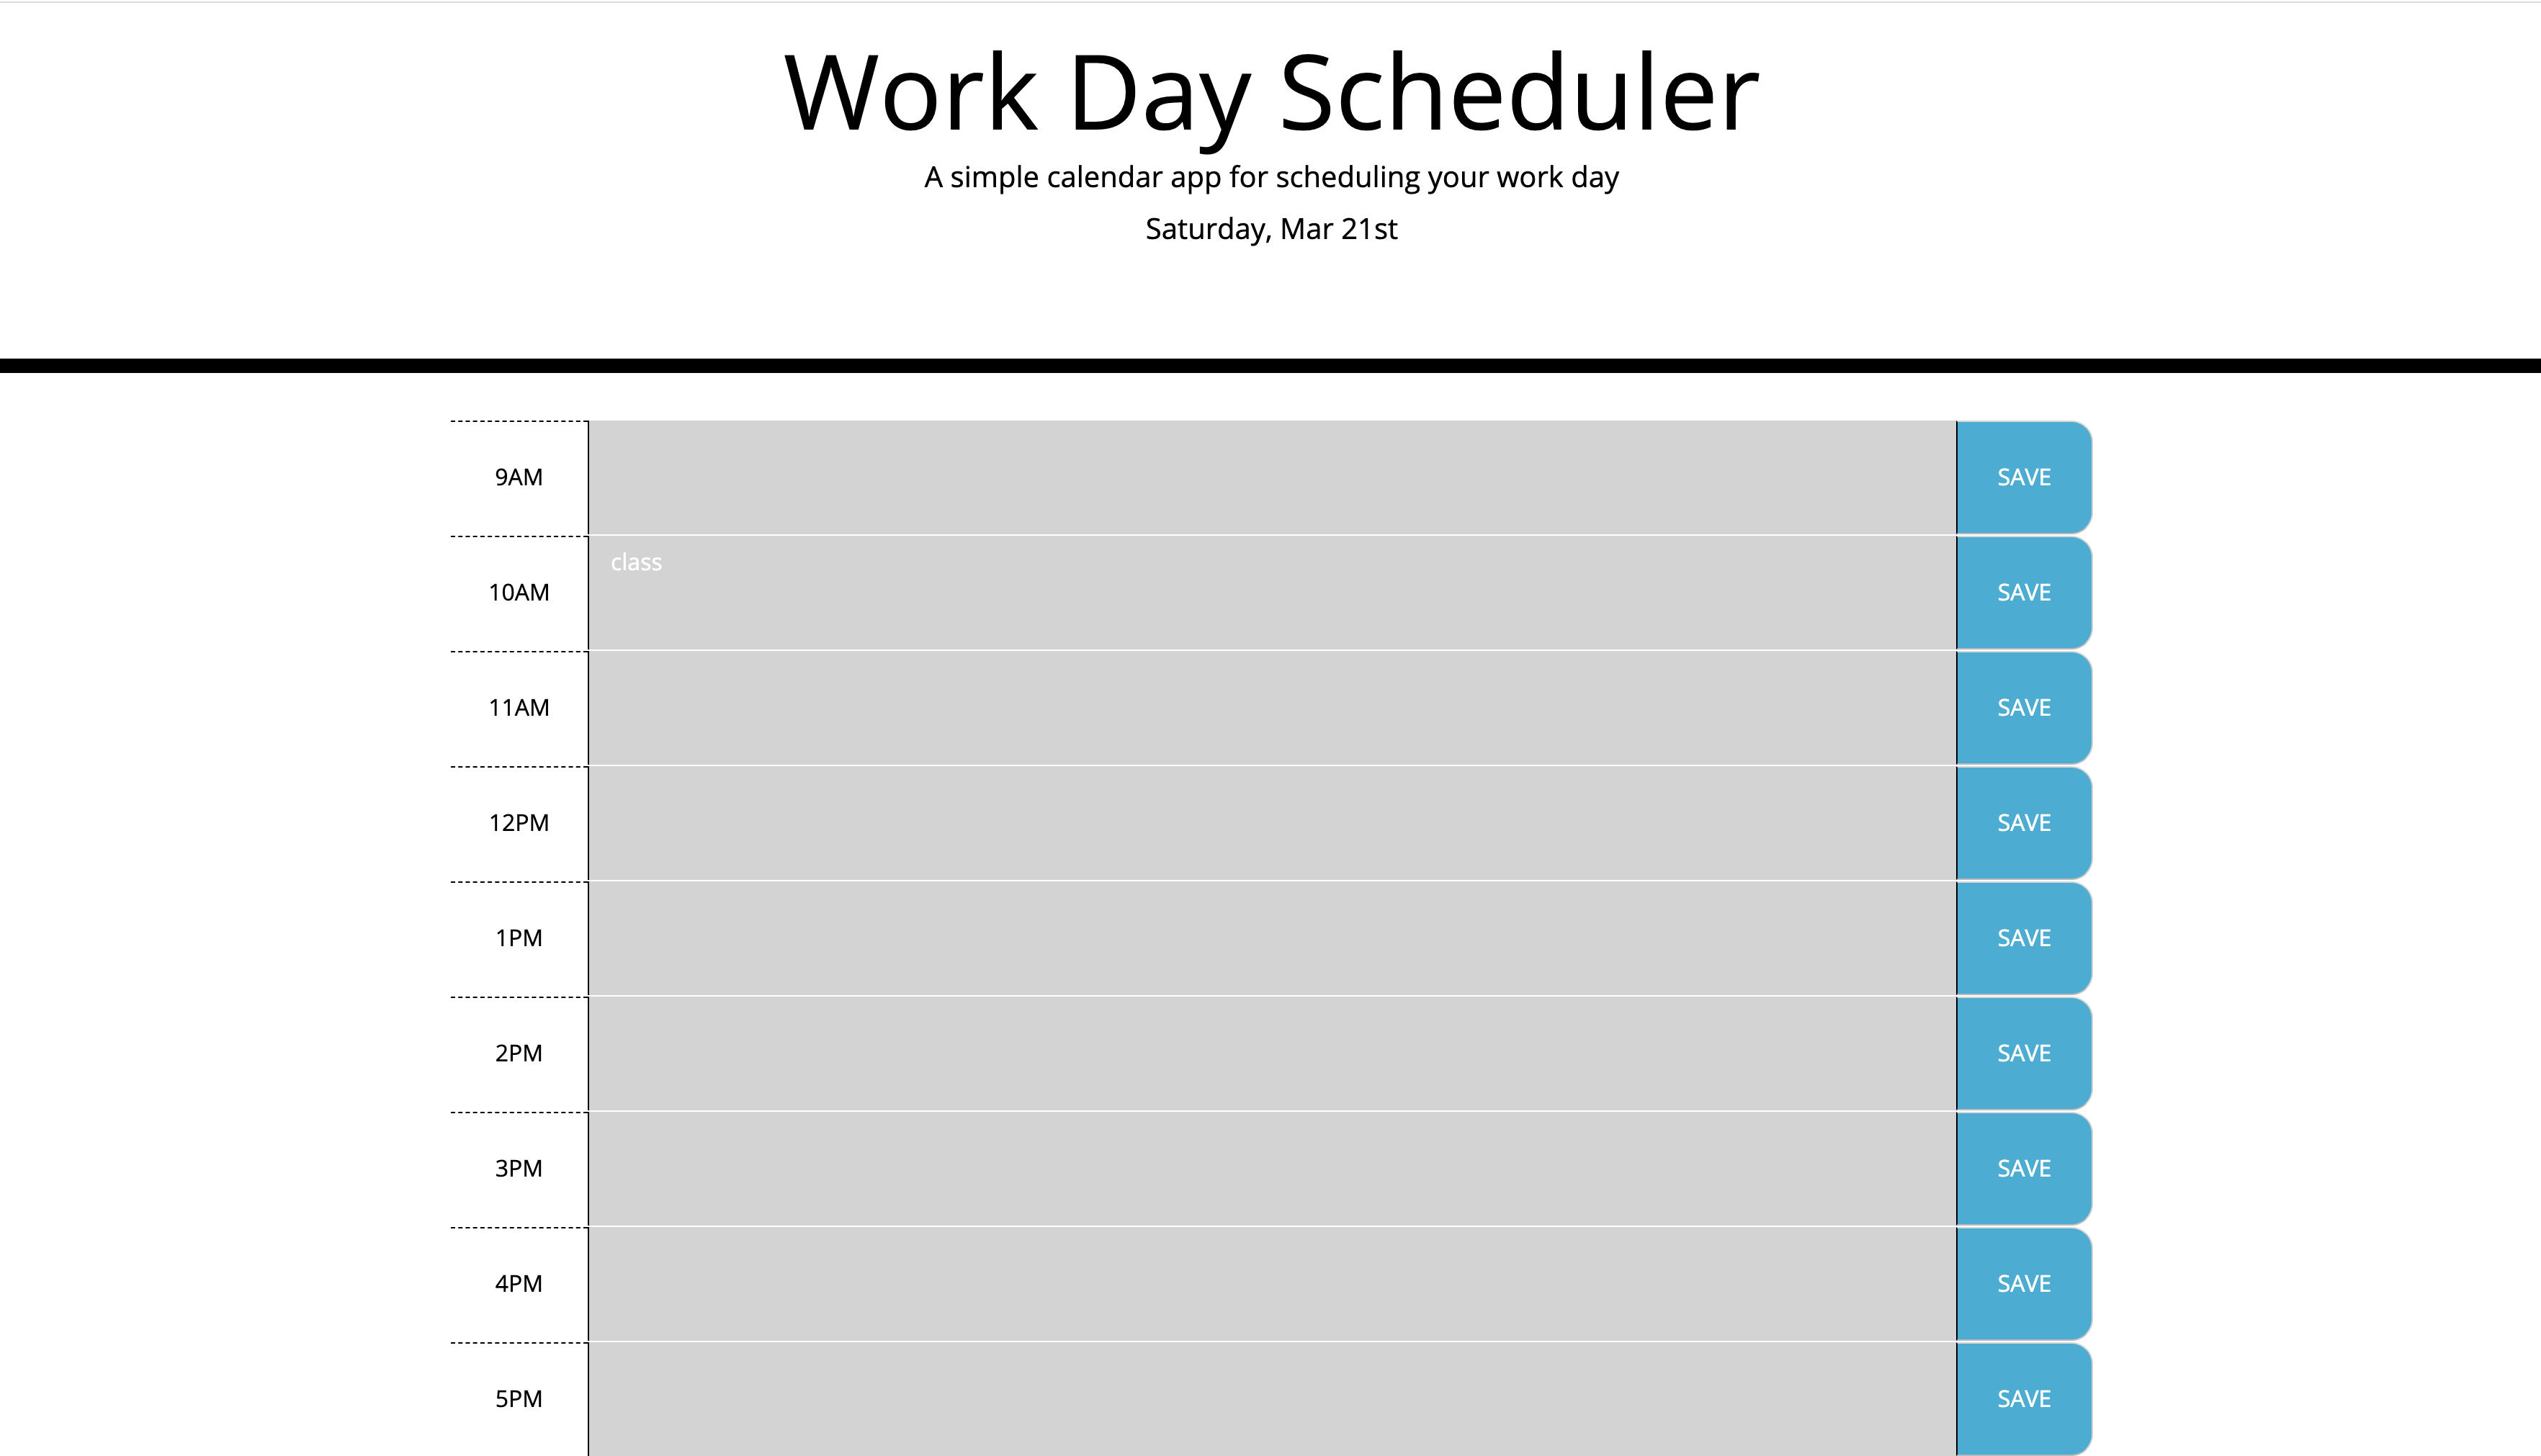 Work Day Scheduler
A simple calendar app for scheduling your work day
Saturday, Mar 21st
9AM SAVE
class
10AM SAVE
11AM SAVE
12PM SAVE
1PM SAVE
2PM SAVE
3PM SAVE
4PM SAVE
5PM SAVE